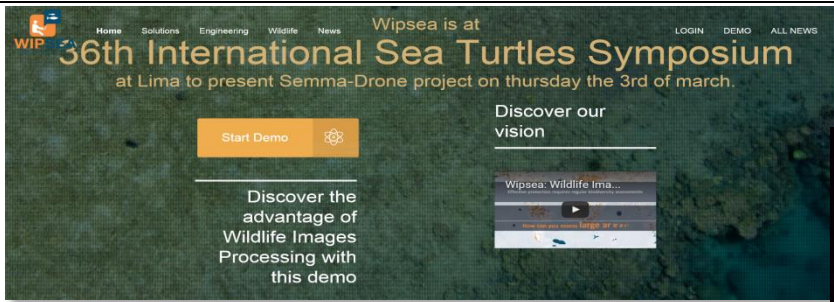 WIPSEA
Home Solutions Engineering Wildlife News
LOGIN DEMO ALL NEWS
Wipsea is at
36th International Sea Turtles Symposium
at Lima to present Semma-Drone project on thursday the 3rd of march.
Start Demo
Discover the
advantage of
Wildlife Images
Processing with
this demo
Discover our
vision
Wipsea: Wildlife Ima...
How can you assess large ar